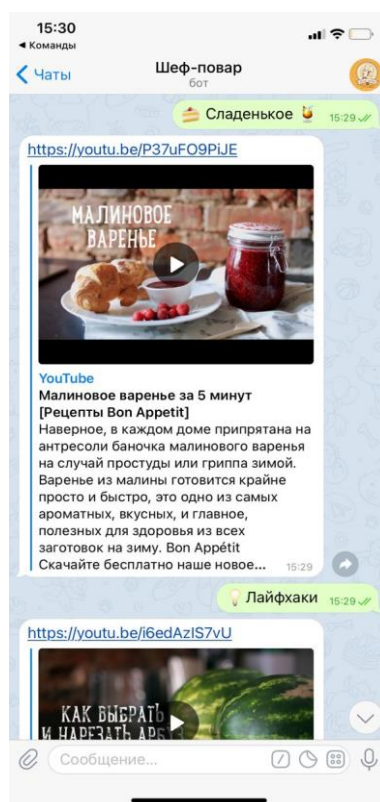 15:30
◀ Команды
Чаты
Шеф-повар
бот
🍰 Сладенькое 🍹 15:29
https://youtu.be/P37uFO9PiJE
МАЛИНОВОЕ
ВАРЕНЬЕ
YouTube
Малиновое варенье за 5 минут
[Рецепты Bon Appetit]
Наверное, в каждом доме припрятана на
антресоли баночка малинового варенья
на случай простуды или гриппа зимой.
Варенье из малины готовится крайне
просто и быстро, это одно из самых
ароматных, вкусных, и главное,
полезных для здоровья из всех
заготовок на зиму. Bon Appétit
Скачайте бесплатно наше новое... 15:29
💡 Лайфхаки 15:29
https://youtu.be/i6edAzIS7vU
КАК ВЫБРАТЬ
И НАРЕЗАТЬ АРБУЗ
Сообщение...